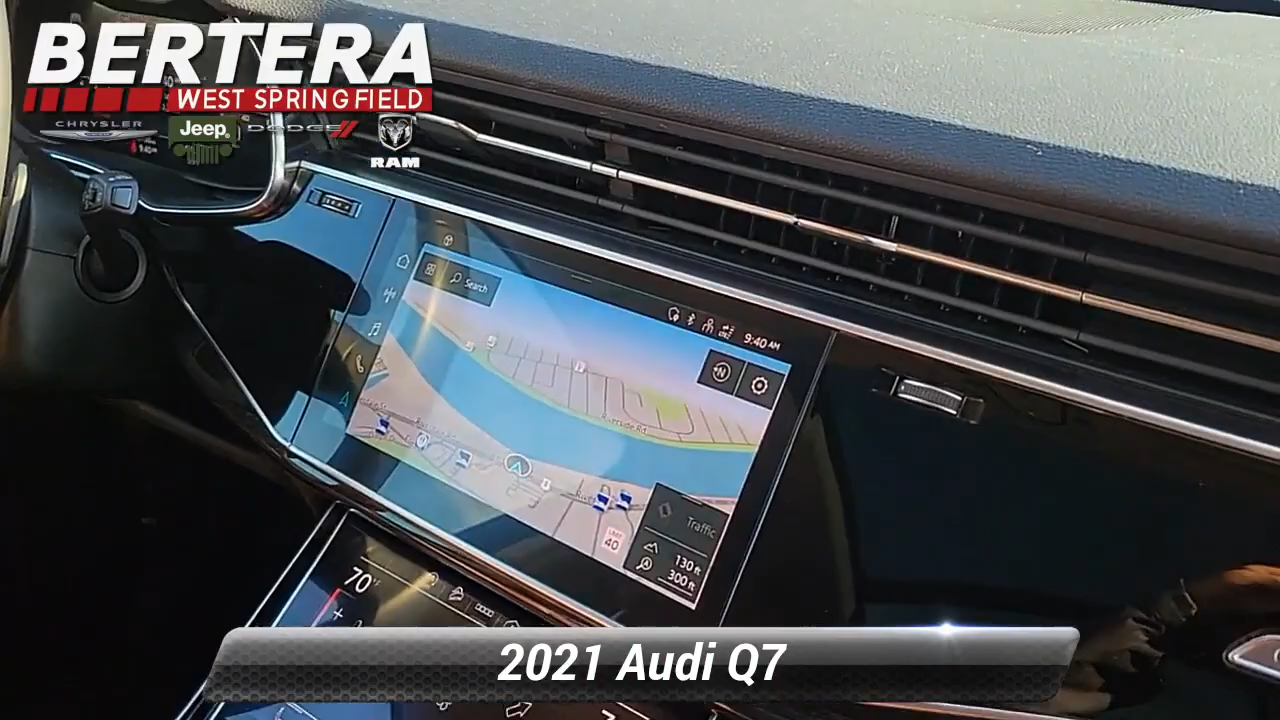 BERTERA
WEST SPRINGFIELD
CHRYSLER
Jeep
DODGE
RAM
Search
9:40 AM
N
Riverside Rd
Traffic
LIMIT
40
130 ft
300 ft
70°F
2021 Audi Q7